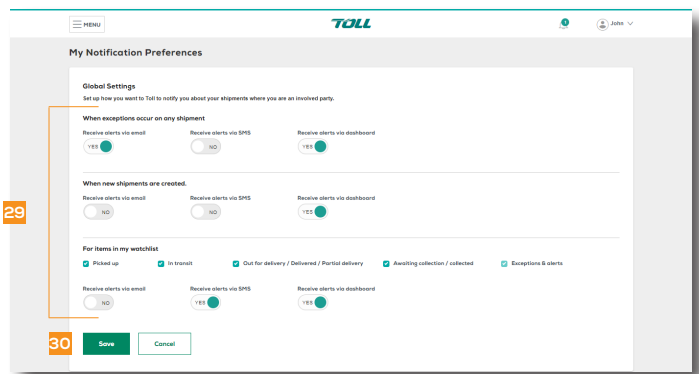 MENU
TOLL
1
John
My Notification Preferences
Global Settings
Set up how you want to Toll to notify you about your shipments where you are an involved party.
When exceptions occur on any shipment
Receive alerts via email Receive alerts via SMS Receive alerts via dashboard
YES NO YES
When new shipments are created.
Receive alerts via email Receive alerts via SMS Receive alerts via dashboard
NO NO YES
29
For items in my watchlist
Picked up In transit Out for delivery / Delivered / Partial delivery Awaiting collection / collected Exceptions & alerts
Receive alerts via email Receive alerts via SMS Receive alerts via dashboard
NO YES YES
30
Save Cancel